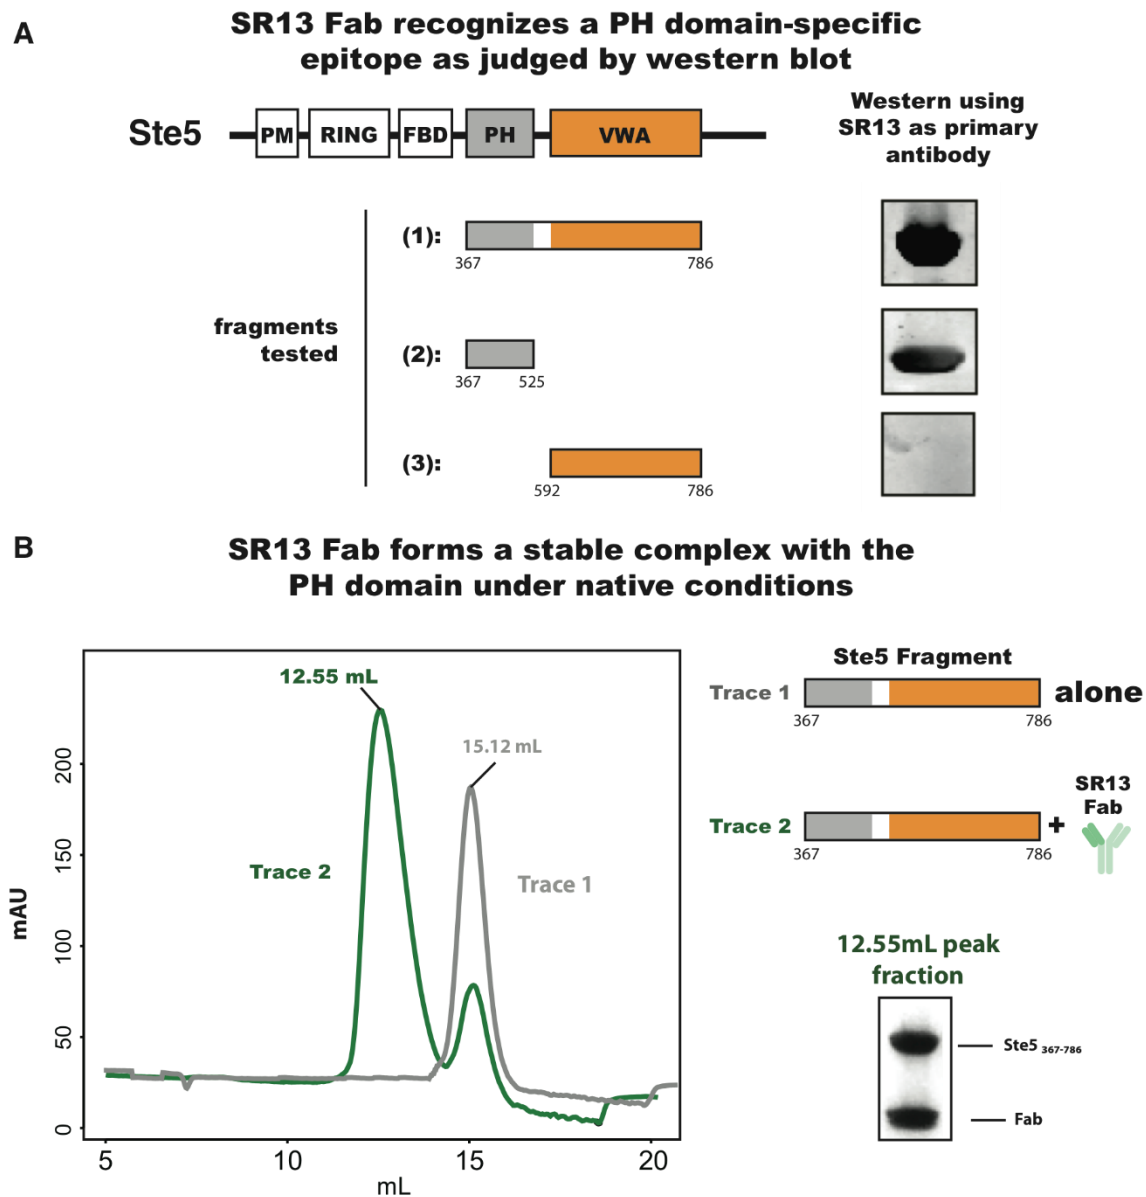 A
SR13 Fab recognizes a PH domain-specific
epitope as judged by western blot
Ste5
PM
RING
FBD
PH
VWA
Western using
SR13 as primary
antibody
fragments
tested
(1):
367
786
(2):
367
525
(3):
592
786
B
SR13 Fab forms a stable complex with the
PH domain under native conditions
mAU
200
150
100
50
0
12.55 mL
15.12 mL
Trace 2
Trace 1
5
10
15
20
mL
Ste5 Fragment
Trace 1
alone
367
786
Trace 2
+
SR13
Fab
367
786
12.55mL peak
fraction
Ste5 367-786
Fab